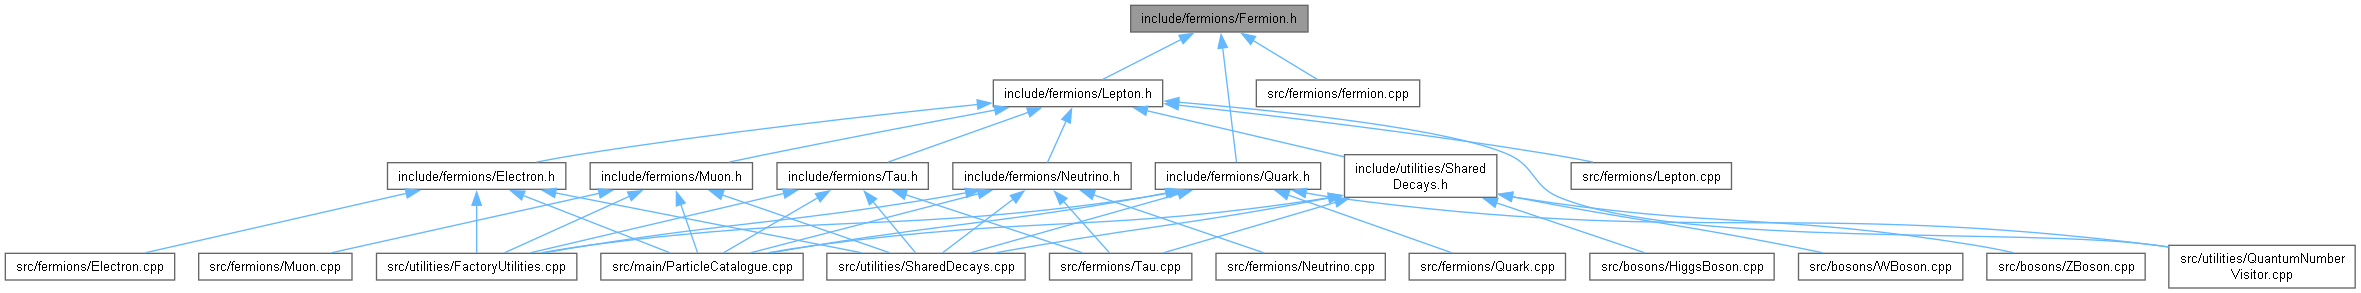 include/fermions/Fermion.h
include/fermions/Lepton.h
src/fermions/fermion.cpp
include/fermions/Electron.h
include/fermions/Muon.h
include/fermions/Tau.h
include/fermions/Neutrino.h
include/fermions/Quark.h
include/utilities/Shared
Decays.h
src/fermions/Lepton.cpp
src/fermions/Electron.cpp
src/fermions/Muon.cpp
src/utilities/FactoryUtilities.cpp
src/main/ParticleCatalogue.cpp
src/utilities/SharedDecays.cpp
src/fermions/Tau.cpp
src/fermions/Neutrino.cpp
src/fermions/Quark.cpp
src/bosons/HiggsBoson.cpp
src/bosons/WBoson.cpp
src/bosons/ZBoson.cpp
src/utilities/QuantumNumber
Visitor.cpp